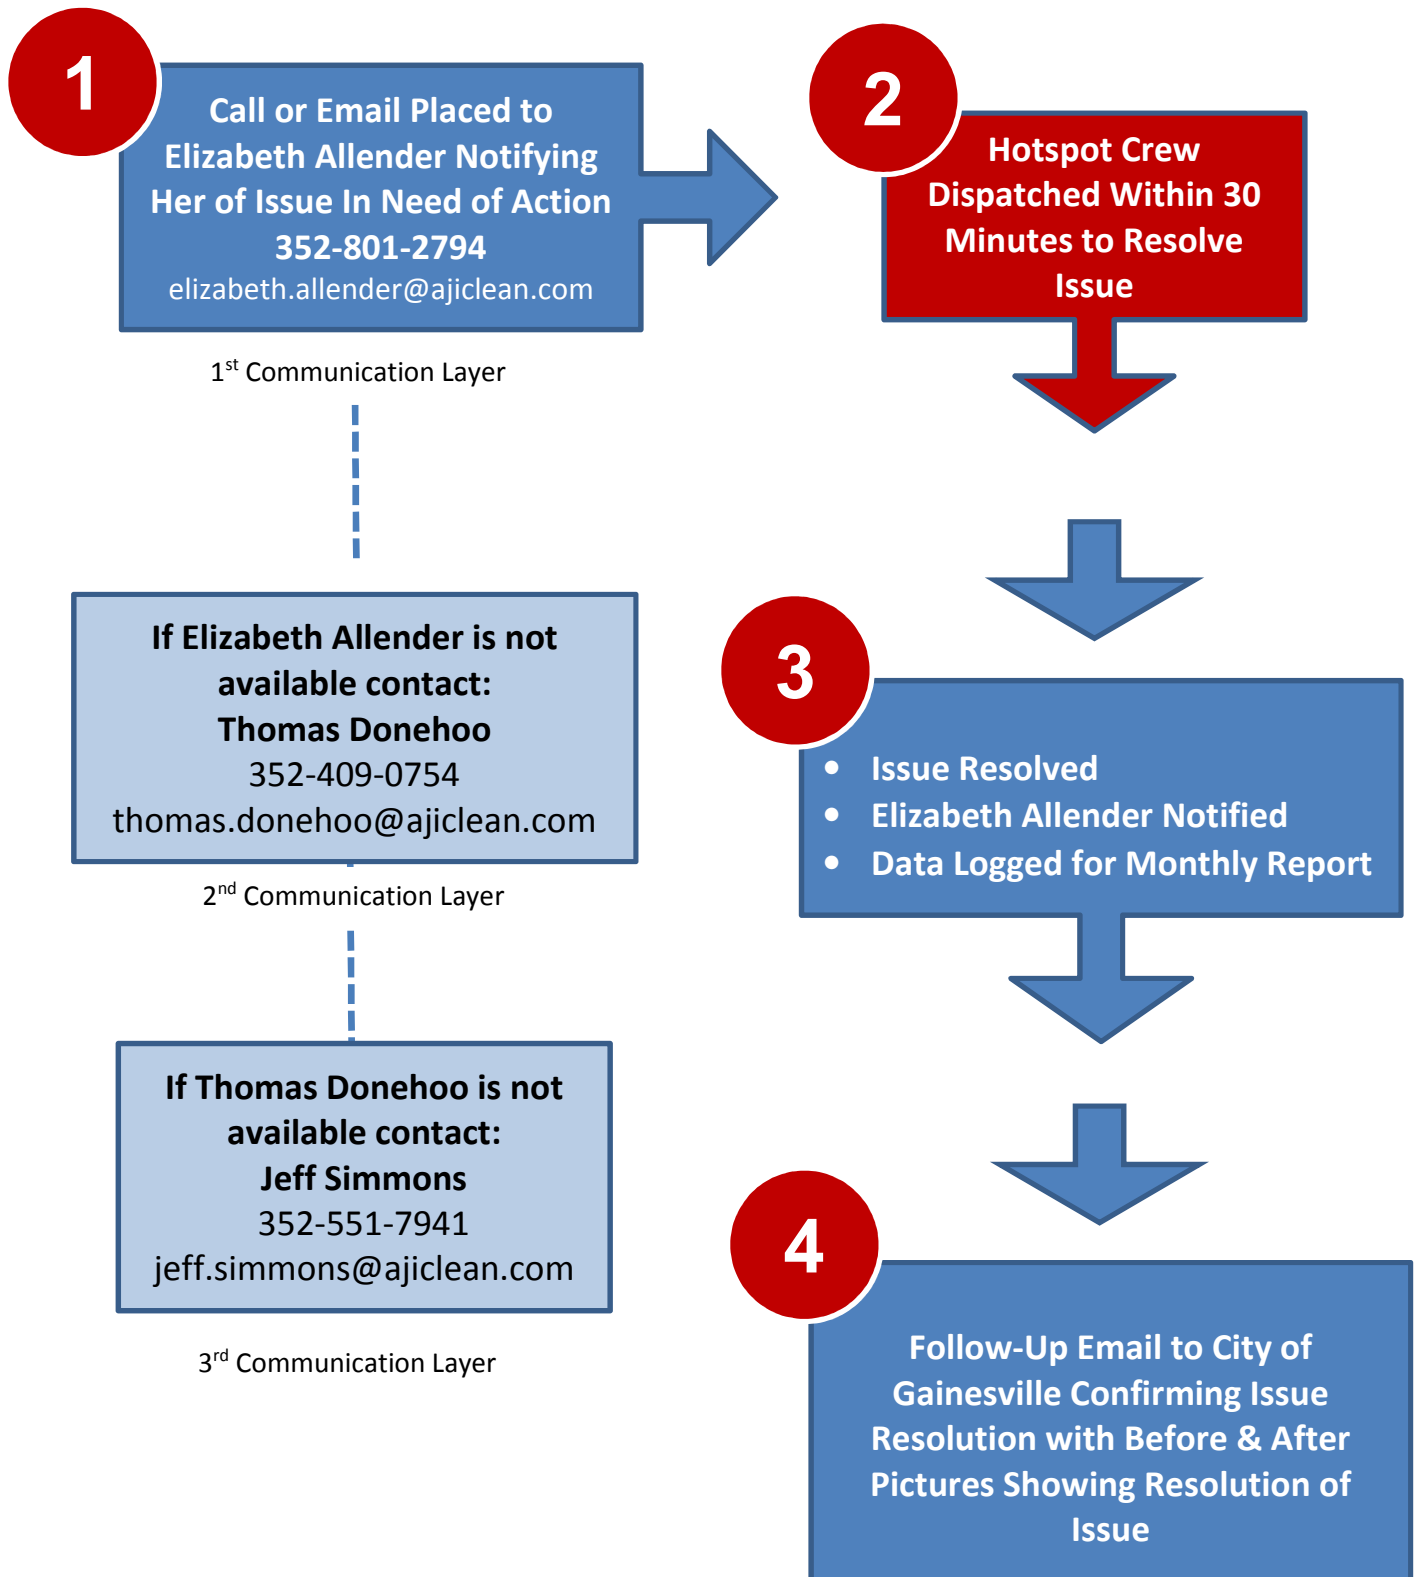 1
Call or Email Placed to
Elizabeth Allender Notifying
Her of Issue In Need of Action
352-801-2794
elizabeth.allender@ajiclean.com
1st Communication Layer
2
Hotspot Crew
Dispatched Within 30
Minutes to Resolve
Issue
If Elizabeth Allender is not
available contact:
Thomas Donehoo
352-409-0754
thomas.donehoo@ajiclean.com
2nd Communication Layer
3
• Issue Resolved
• Elizabeth Allender Notified
• Data Logged for Monthly Report
If Thomas Donehoo is not
available contact:
Jeff Simmons
352-551-7941
jeff.simmons@ajiclean.com
3rd Communication Layer
4
Follow-Up Email to City of
Gainesville Confirming Issue
Resolution with Before & After
Pictures Showing Resolution of
Issue